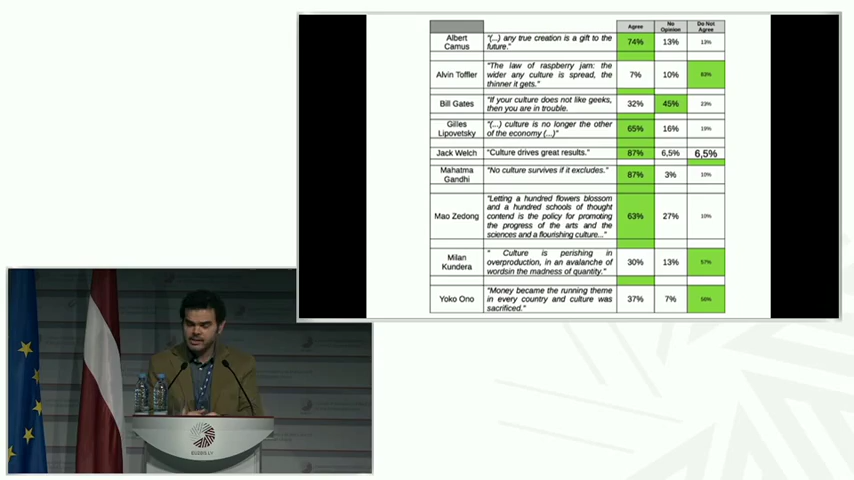 Agree
No
Opinion
Do Not
Agree
Albert
Camus
"(...) any true creation is a gift to the
future."
74%
13%
13%
Alvin Toffler
"The law of raspberry jam: the
wider any culture is spread, the
thinner it gets."
7%
10%
83%
Bill Gates
"If your culture does not like geeks,
then you are in trouble.
32%
45%
23%
Gilles
Lipovetsky
"(...) culture is no longer the other
of the economy (...)"
65%
16%
19%
Jack Welch
"Culture drives great results."
87%
6,5%
6,5%
Mahatma
Gandhi
"No culture survives if it excludes."
87%
3%
10%
Mao Zedong
"Letting a hundred flowers blossom
and a hundred schools of thought
contend is the policy for promoting
the progress of the arts and the
sciences and a flourishing culture..."
63%
27%
10%
Milan
Kundera
" Culture is perishing in
overproduction, in an avalanche of
wordsin the madness of quantity."
30%
13%
57%
Yoko Ono
"Money became the running theme
in every country and culture was
sacrificed."
37%
7%
56%
EU2015.LV